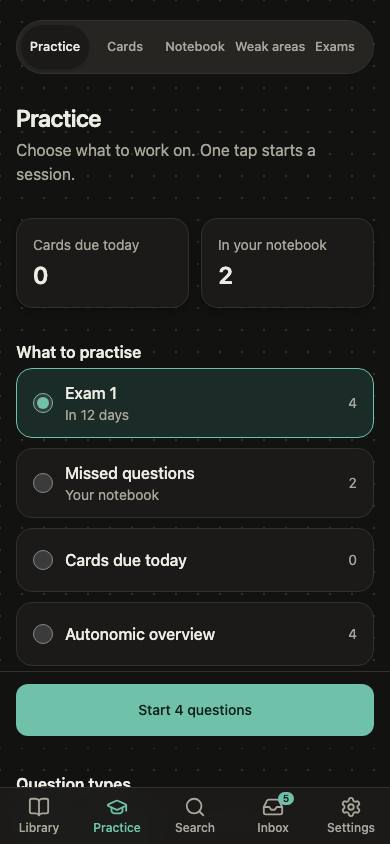 Practice
Cards
Notebook
Weak areas
Exams
Practice
Choose what to work on. One tap starts a
session.
Cards due today
0
In your notebook
2
What to practise
Exam 1
In 12 days
4
Missed questions
Your notebook
2
Cards due today
0
Autonomic overview
4
Start 4 questions
Question types
5
Library
Practice
Search
Inbox
Settings